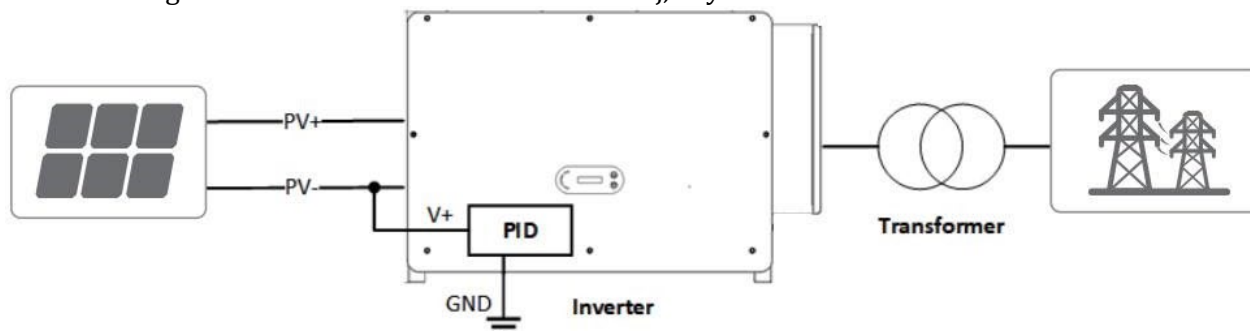 PV+
PV-
V+
PID
GND
Inverter
Transformer